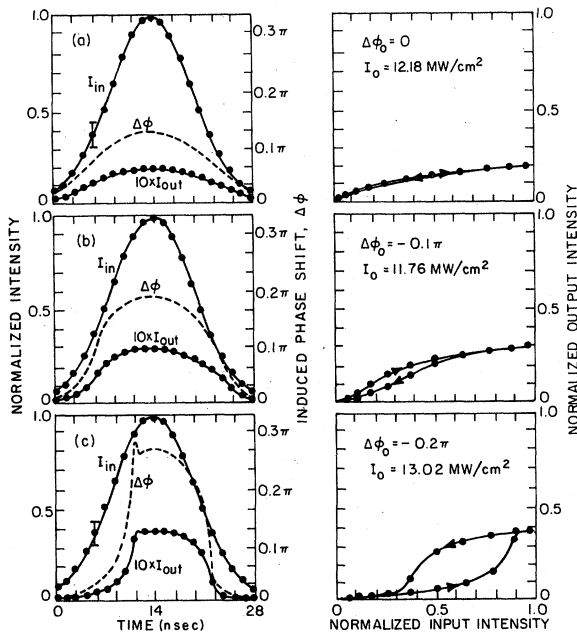 (a)
I_in
Δϕ
10×I_out
1.0
0.5
0
0.3π
0.2π
0.1π
0
Δϕ₀ = 0
I₀ = 12.18 MW/cm²
1.0
0.5
0
(b)
I_in
Δϕ
10×I_out
1.0
0.5
0
0.3π
0.2π
0.1π
0
Δϕ₀ = −0.1π
I₀ = 11.76 MW/cm²
1.0
0.5
0
(c)
I_in
Δϕ
10×I_out
1.0
0.5
0
0.3π
0.2π
0.1π
0
Δϕ₀ = −0.2π
I₀ = 13.02 MW/cm²
1.0
0.5
0
NORMALIZED INTENSITY
INDUCED PHASE SHIFT, Δϕ
NORMALIZED OUTPUT INTENSITY
0 14 28
TIME (nsec)
0 0.5 1.0
NORMALIZED INPUT INTENSITY